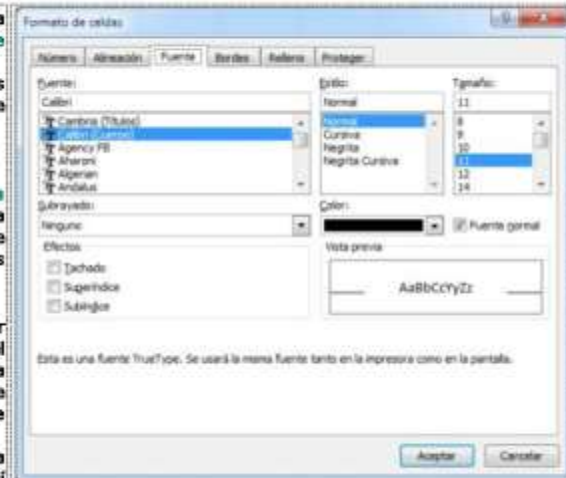 Formato de celdas
Número Alineación Fuente Bordes Relleno Proteger
Fuente: Estilo: Tamaño:
Calibri Normal 11
Cambria (Títulos) Normal 8
Calibri (Cuerpo) Cursiva 9
Agency FB Negrita 10
Aharoni Negrita Cursiva 11
Algerian 12
Andalus 14
Subrayado: Color:
Ninguno Fuente normal
Efectos Vista previa
Tachado
Superíndice AaBbCcYyZz
Subíndice
Esta es una fuente TrueType. Se usará la misma fuente tanto en la impresora como en la pantalla.
Aceptar Cancelar